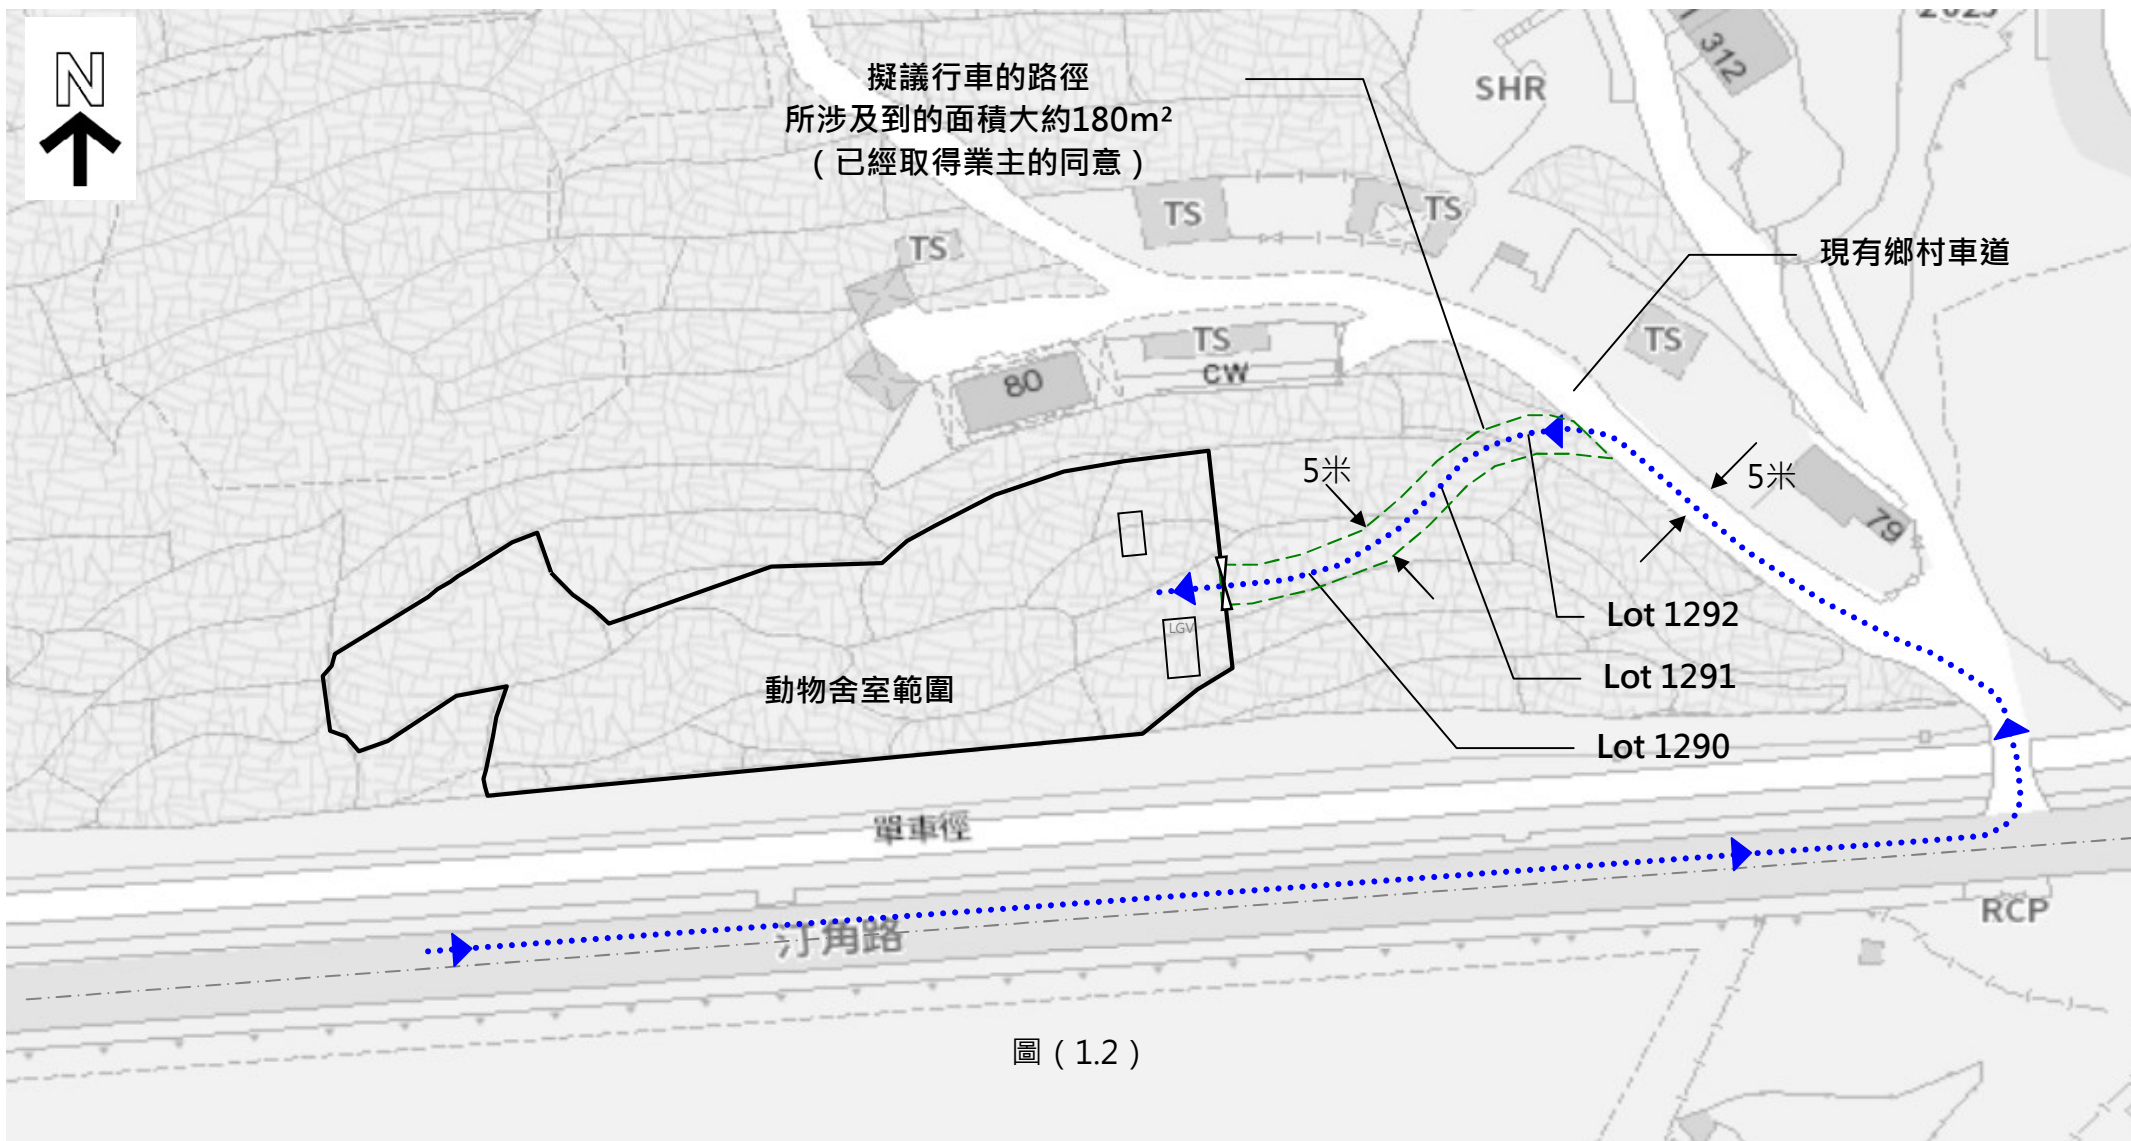 N
擬議行車的路徑
所涉及到的面積大約180m²
（已經取得業主的同意）
312
SHR
TS
TS
TS
現有鄉村車道
TS
TS
CW
80
5米
5米
79
Lot 1292
LGV
Lot 1291
動物舍室範圍
Lot 1290
單車徑
汀角路
RCP
圖（1.2）